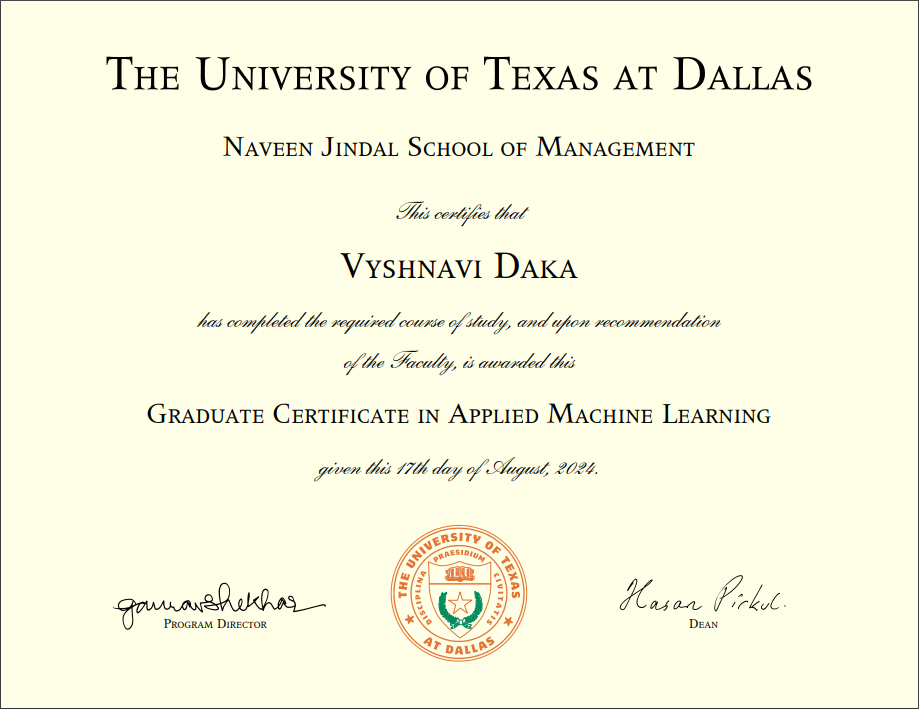 THE UNIVERSITY OF TEXAS AT DALLAS
NAVEEN JINDAL SCHOOL OF MANAGEMENT
This certifies that
VYSHNAVI DAKA
has completed the required course of study, and upon recommendation
of the Faculty, is awarded this
GRADUATE CERTIFICATE IN APPLIED MACHINE LEARNING
given this 17th day of August, 2024.
THE UNIVERSITY OF TEXAS
AT DALLAS
DISCIPLINA PRAESIDIUM CIVITATIS
gauravshekhar
PROGRAM DIRECTOR
Hasan Pirkul.
DEAN